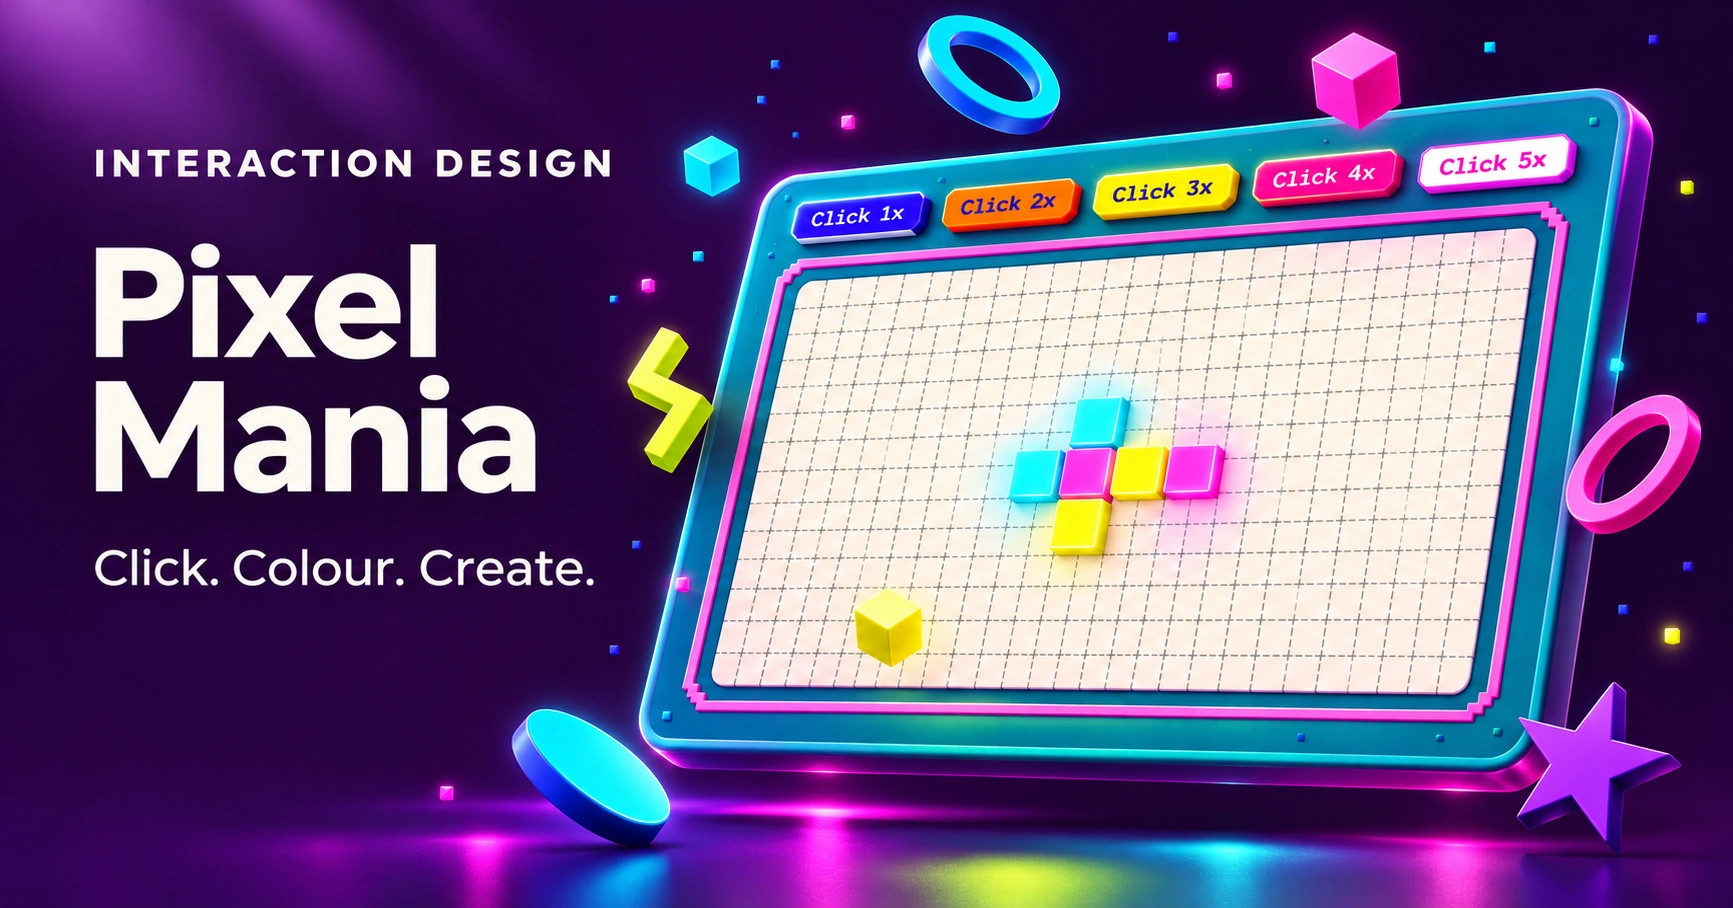 INTERACTION DESIGN
Pixel
Mania
Click. Colour. Create.
Click 1x
Click 2x
Click 3x
Click 4x
Click 5x